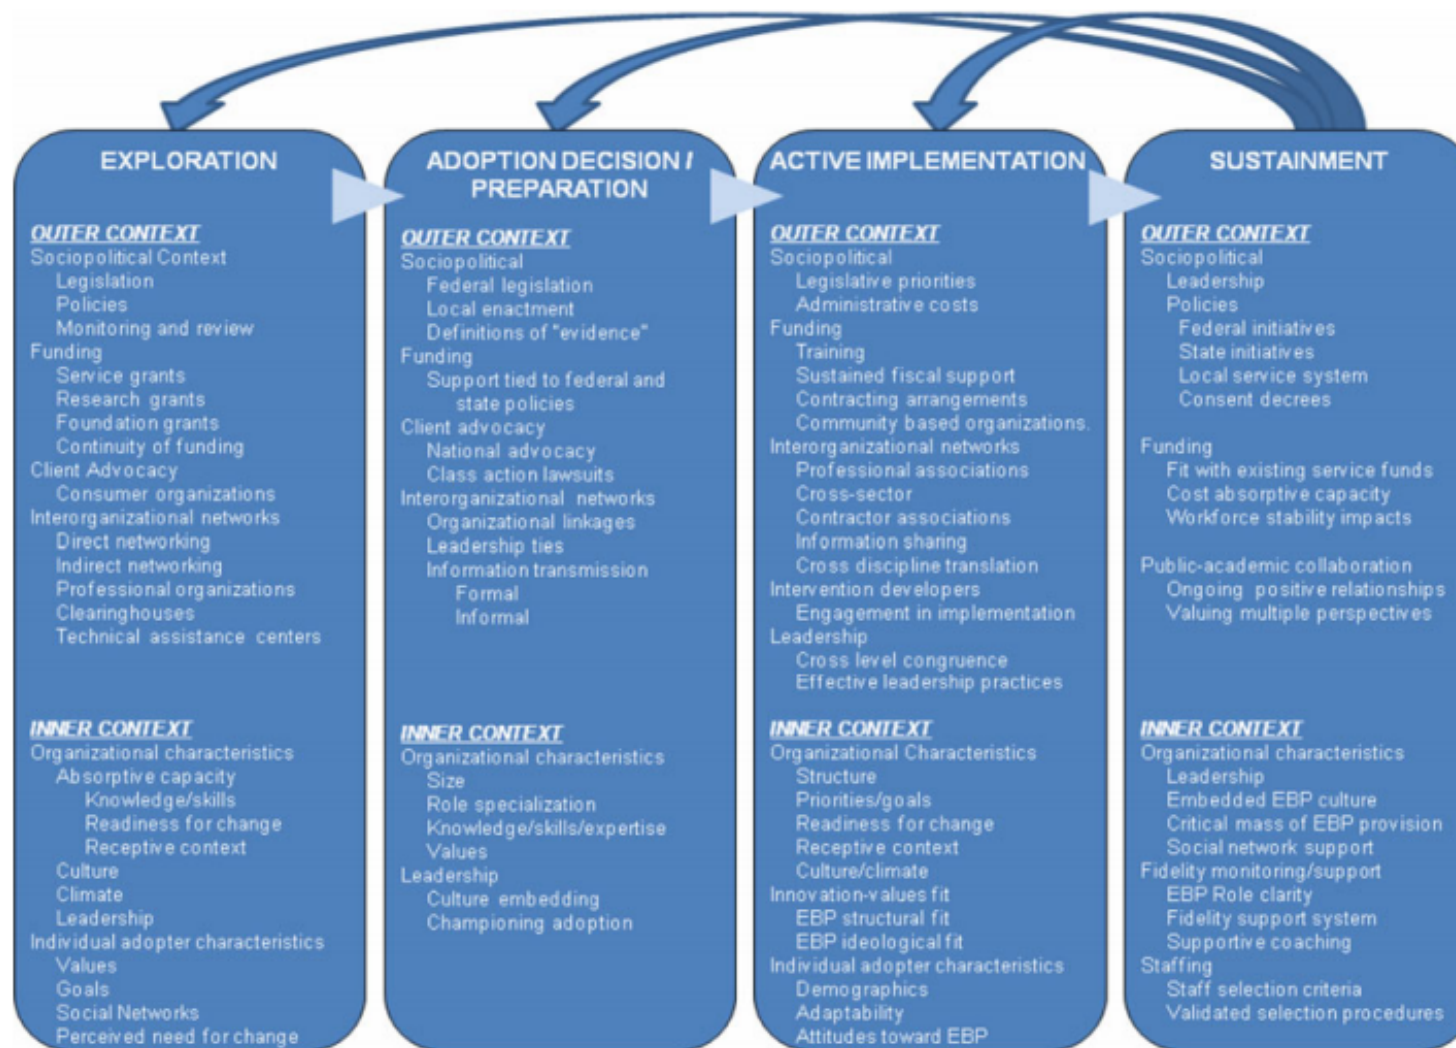 EXPLORATION
OUTER CONTEXT
Sociopolitical Context
Legislation
Policies
Monitoring and review
Funding
Service grants
Research grants
Foundation grants
Continuity of funding
Client Advocacy
Consumer organizations
Interorganizational networks
Direct networking
Indirect networking
Professional organizations
Clearinghouses
Technical assistance centers
INNER CONTEXT
Organizational characteristics
Absorptive capacity
Knowledge/skills
Readiness for change
Receptive context
Culture
Climate
Leadership
Individual adopter characteristics
Values
Goals
Social Networks
Perceived need for change
ADOPTION DECISION /
PREPARATION
OUTER CONTEXT
Sociopolitical
Federal legislation
Local enactment
Definitions of "evidence"
Funding
Support tied to federal and
state policies
Client advocacy
National advocacy
Class action lawsuits
Interorganizational networks
Organizational linkages
Leadership ties
Information transmission
Formal
Informal
INNER CONTEXT
Organizational characteristics
Size
Role specialization
Knowledge/skills/expertise
Values
Leadership
Culture embedding
Championing adoption
ACTIVE IMPLEMENTATION
OUTER CONTEXT
Sociopolitical
Legislative priorities
Administrative costs
Funding
Training
Sustained fiscal support
Contracting arrangements
Community based organizations.
Interorganizational networks
Professional associations
Cross-sector
Contractor associations
Information sharing
Cross discipline translation
Intervention developers
Engagement in implementation
Leadership
Cross level congruence
Effective leadership practices
INNER CONTEXT
Organizational Characteristics
Structure
Priorities/goals
Readiness for change
Receptive context
Culture/climate
Innovation-values fit
EBP structural fit
EBP ideological fit
Individual adopter characteristics
Demographics
Adaptability
Attitudes toward EBP
SUSTAINMENT
OUTER CONTEXT
Sociopolitical
Leadership
Policies
Federal initiatives
State initiatives
Local service system
Consent decrees
Funding
Fit with existing service funds
Cost absorptive capacity
Workforce stability impacts
Public-academic collaboration
Ongoing positive relationships
Valuing multiple perspectives
INNER CONTEXT
Organizational characteristics
Leadership
Embedded EBP culture
Critical mass of EBP provision
Social network support
Fidelity monitoring/support
EBP Role clarity
Fidelity support system
Supportive coaching
Staffing
Staff selection criteria
Validated selection procedures